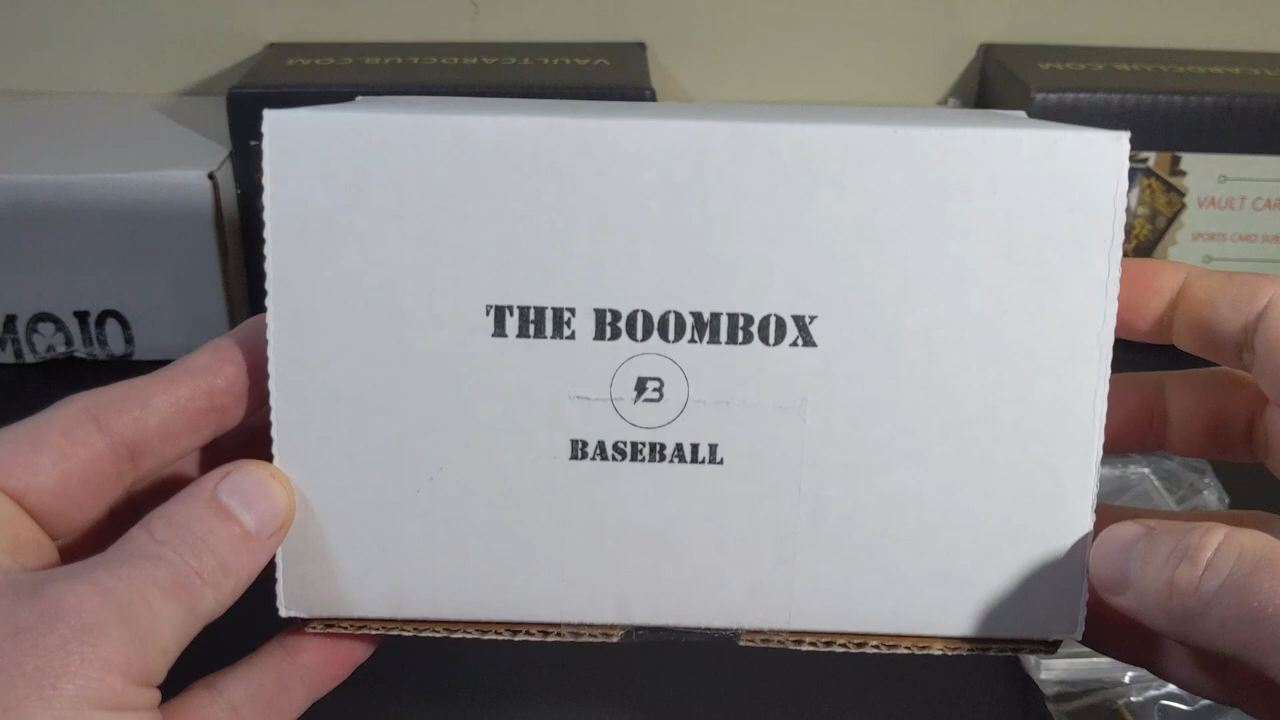 VAULTCARDCLUB.COM
THE BOOMBOX
B
BASEBALL
MOJO
VAULT CAR
SPORTS CARD SUB